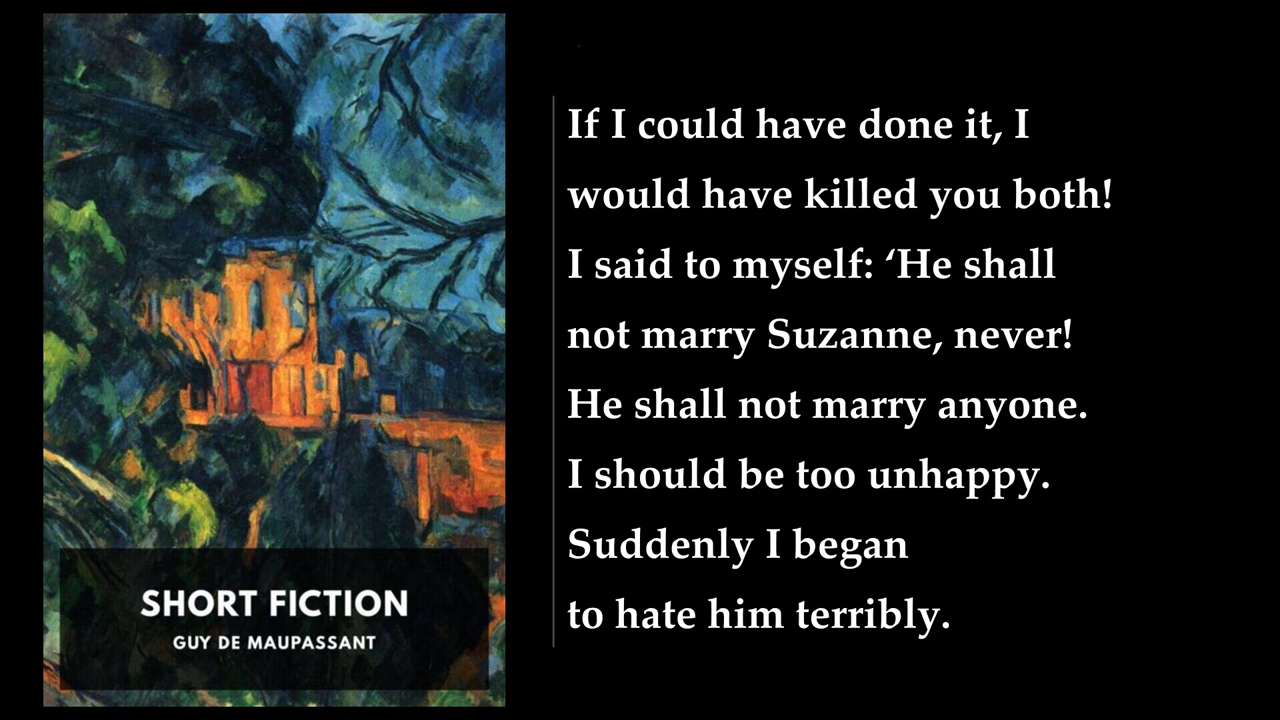 SHORT FICTION
GUY DE MAUPASSANT
If I could have done it, I
would have killed you both!
I said to myself: ‘He shall
not marry Suzanne, never!
He shall not marry anyone.
I should be too unhappy.
Suddenly I began
to hate him terribly.